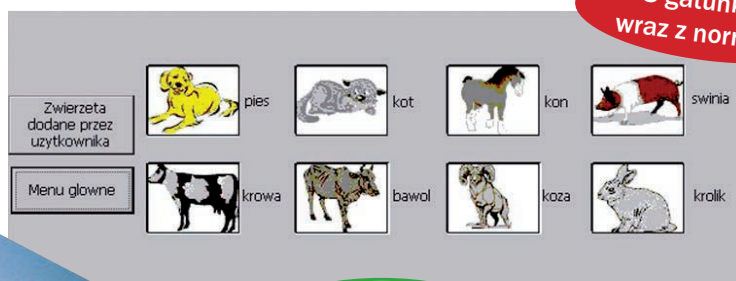 gatunk
wraz z norm
pies
kot
kon
swinia
Zwierzeta
dodane przez
uzytkownika
Menu glowne
krowa
bawol
koza
krolik